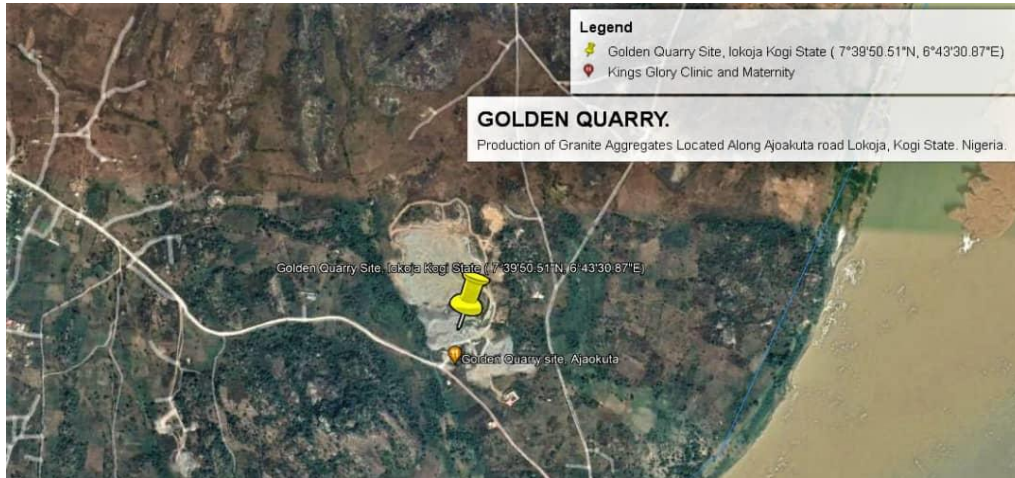 Legend
Golden Quarry Site, lokoja Kogi State ( 7°39'50.51"N, 6°43'30.87"E)
Kings Glory Clinic and Maternity
GOLDEN QUARRY.
Production of Granite Aggregates Located Along Ajoakuta road Lokoja, Kogi State. Nigeria.
Golden Quarry Site, lokoja Kogi State ( 7°39'50.51"N, 6°43'30.87"E)
Golden Quarry site. Ajaokuta